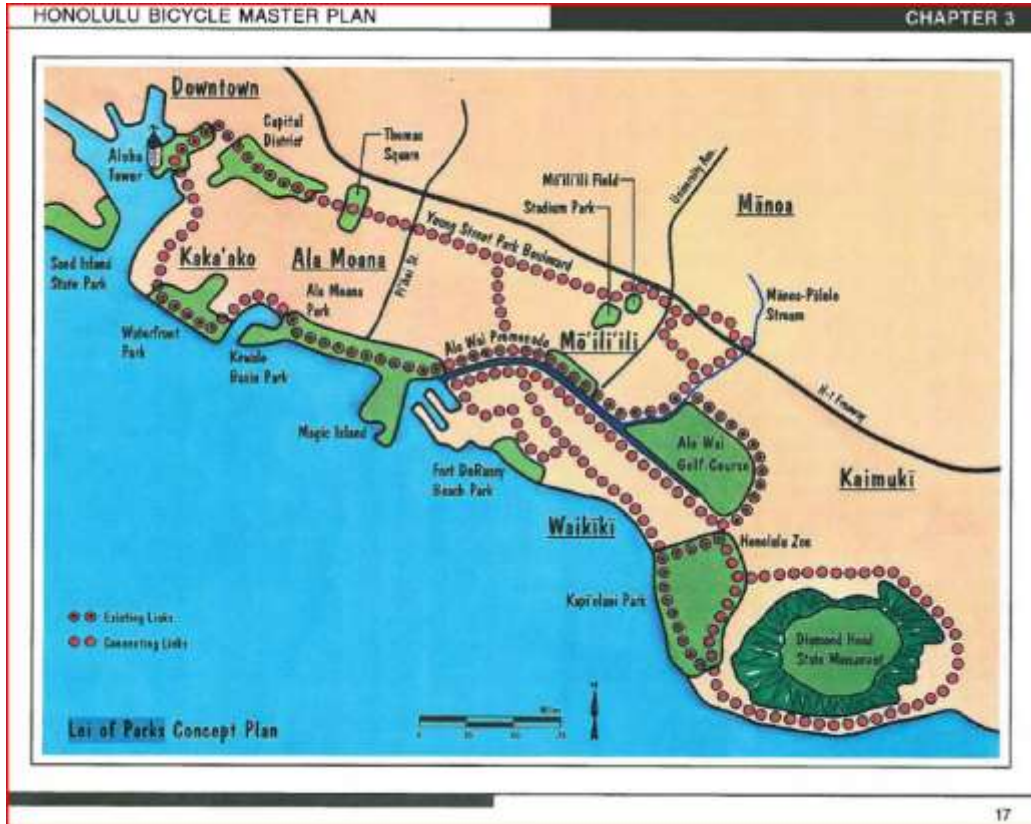 HONOLULU BICYCLE MASTER PLAN
CHAPTER 3
Downtown
Capital
District
Thomas
Square
Aloha
Tower
Mō'ili'ili Field
Stadium Park
University Ave.
Mānoa
Young Street Park Boulevard
Sand Island
State Park
Kaka'ako
Ala Moana
Pi'ikoi St.
Ala Moana
Park
Mānoa-Pālolo
Stream
Waterfront
Park
Kewalo
Basin Park
Ala Wai Promenade
Mō'ili'ili
H-1 Freeway
Magic Island
Ala Wai
Golf Course
Fort DeRussy
Beach Park
Kaimukī
Waikīkī
Honolulu Zoo
Kapi'olani Park
Existing Links
Connecting Links
Diamond Head
State Monument
Lei of Parks Concept Plan
N
17